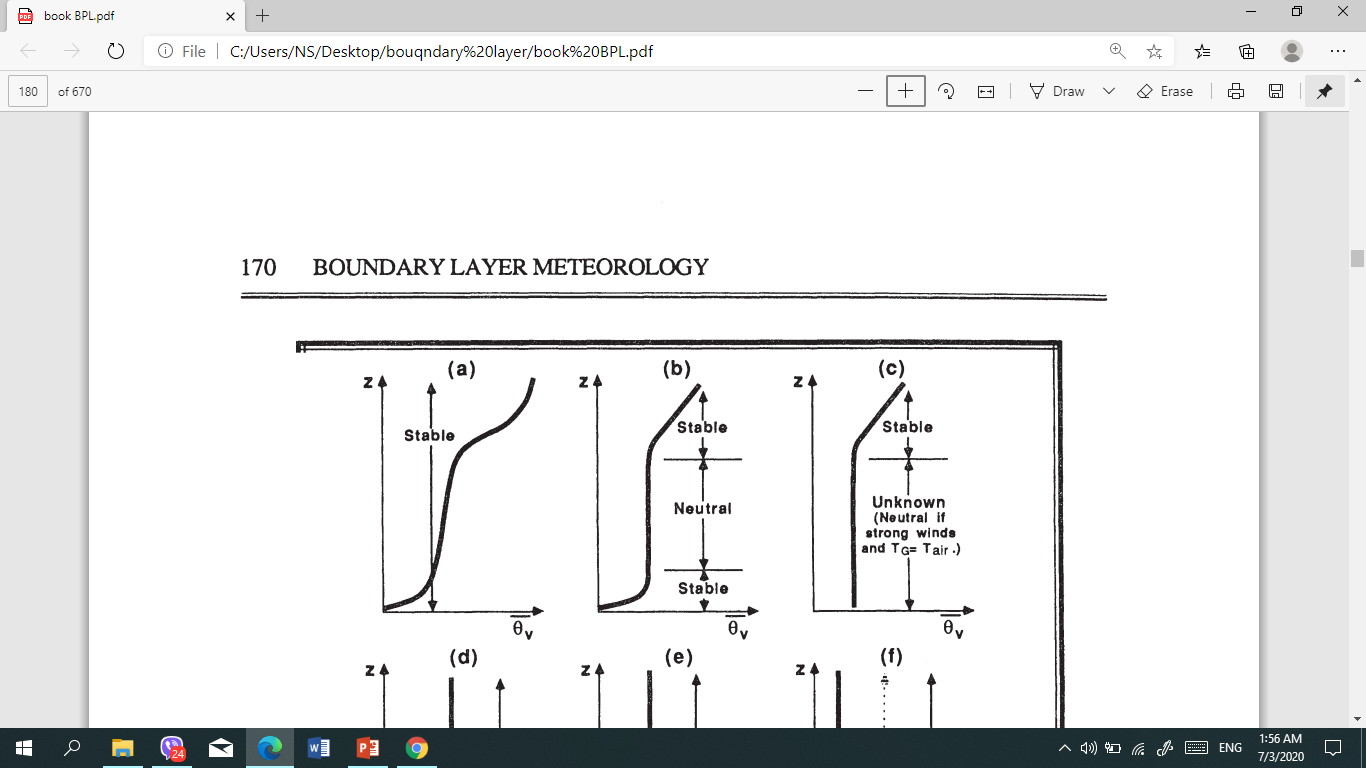 book BPL.pdf
File C:/Users/NS/Desktop/bouqndary%20layer/book%20BPL.pdf
180 of 670
Draw
Erase
170 BOUNDARY LAYER METEOROLOGY
(a) (b) (c)
z z z
Stable Stable Stable
Neutral
Unknown
(Neutral if
strong winds
and TG= Tair.)
Stable
θv θv θv
(d) (e) (f)
z z z
24
ENG
1:56 AM
7/3/2020